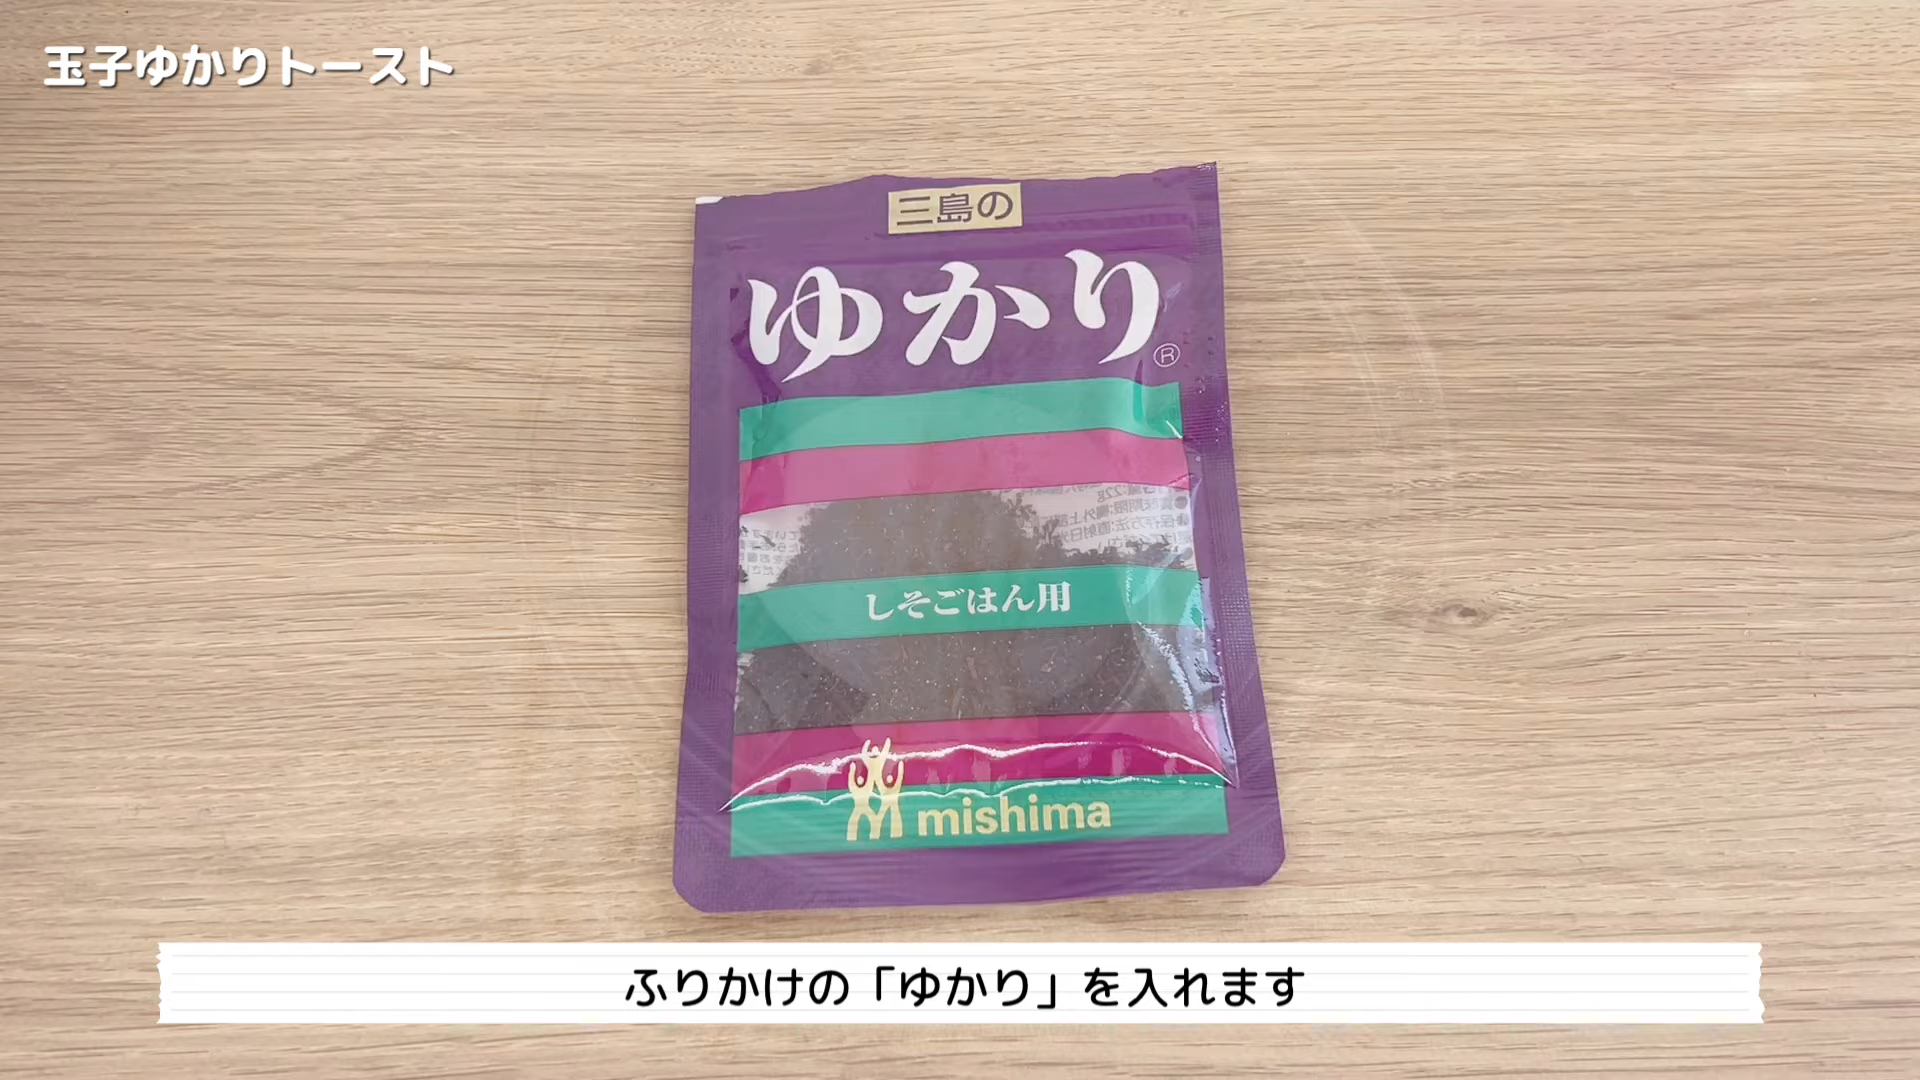 玉子ゆかりトースト
三島の
ゆかり®
しそごはん用
mishima
ふりかけの「ゆかり」を入れます